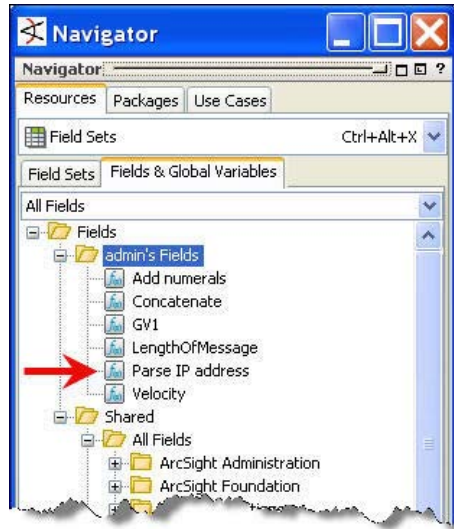 Navigator
Navigator
?
Resources Packages Use Cases
Field Sets Ctrl+Alt+X
Field Sets Fields & Global Variables
All Fields
Fields
admin's Fields
Add numerals
Concatenate
GV1
LengthOfMessage
Parse IP address
Velocity
Shared
All Fields
ArcSight Administration
ArcSight Foundation